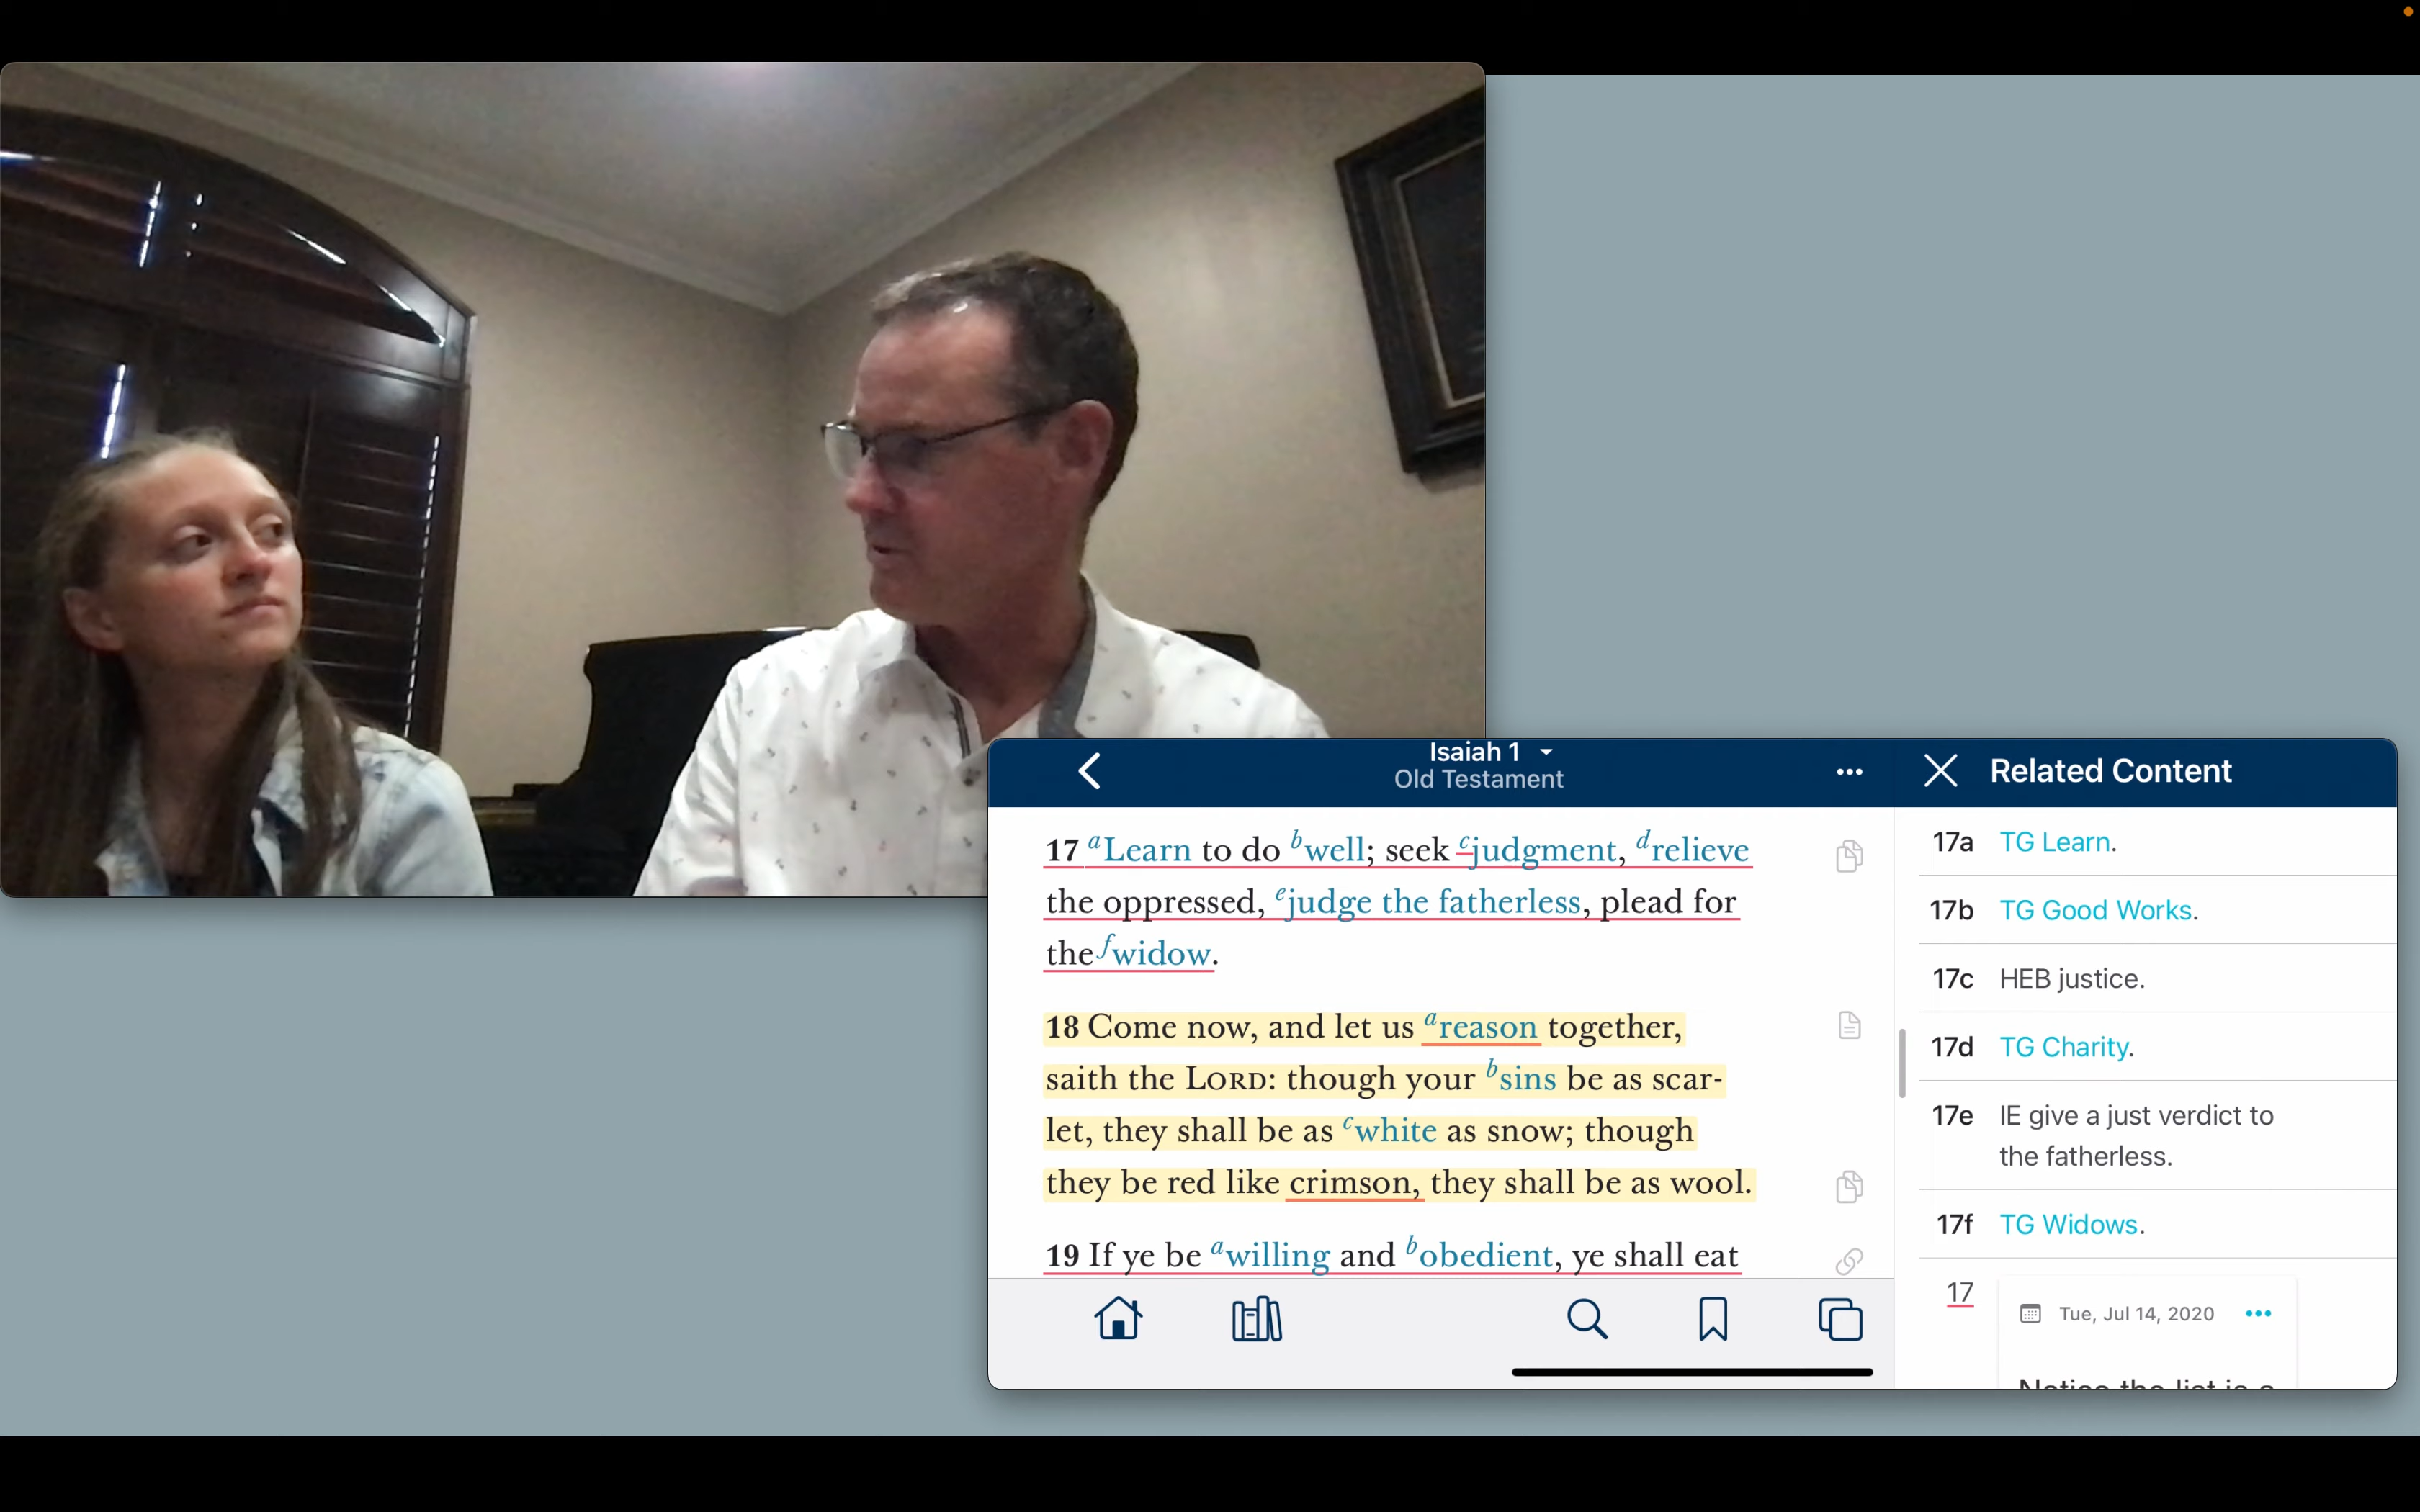 Isaiah 1
Old Testament
17 aLearn to do bwell; seek cjudgment, drelieve
the oppressed, ejudge the fatherless, plead for
the fwidow.
18 Come now, and let us areason together,
saith the LORD: though your bsins be as scar-
let, they shall be as cwhite as snow; though
they be red like crimson, they shall be as wool.
19 If ye be awilling and bobedient, ye shall eat
Related Content
17a TG Learn.
17b TG Good Works.
17c HEB justice.
17d TG Charity.
17e IE give a just verdict to
the fatherless.
17f TG Widows.
17 Tue, Jul 14, 2020
Notice the list is a